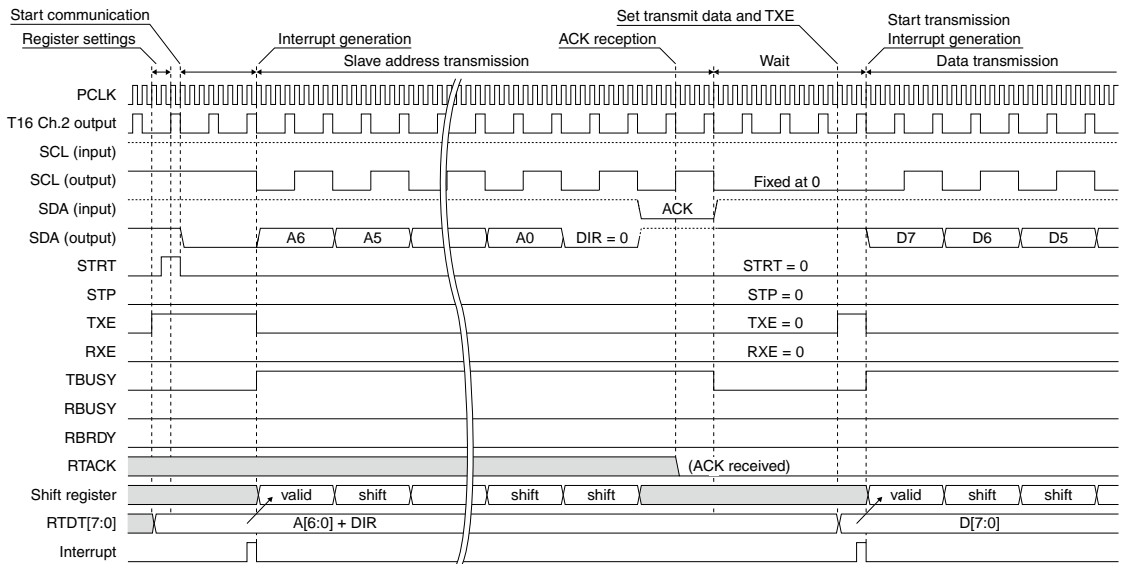 Start communication
Set transmit data and TXE
Start transmission
Register settings
Interrupt generation
ACK reception
Interrupt generation
Slave address transmission
Wait
Data transmission
PCLK
T16 Ch.2 output
SCL (input)
SCL (output)
Fixed at 0
SDA (input)
ACK
SDA (output)
A6
A5
A0
DIR = 0
D7
D6
D5
STRT
STRT = 0
STP
STP = 0
TXE
TXE = 0
RXE
RXE = 0
TBUSY
RBUSY
RBRDY
RTACK
(ACK received)
Shift register
valid
shift
shift
shift
valid
shift
shift
RTDT[7:0]
A[6:0] + DIR
D[7:0]
Interrupt